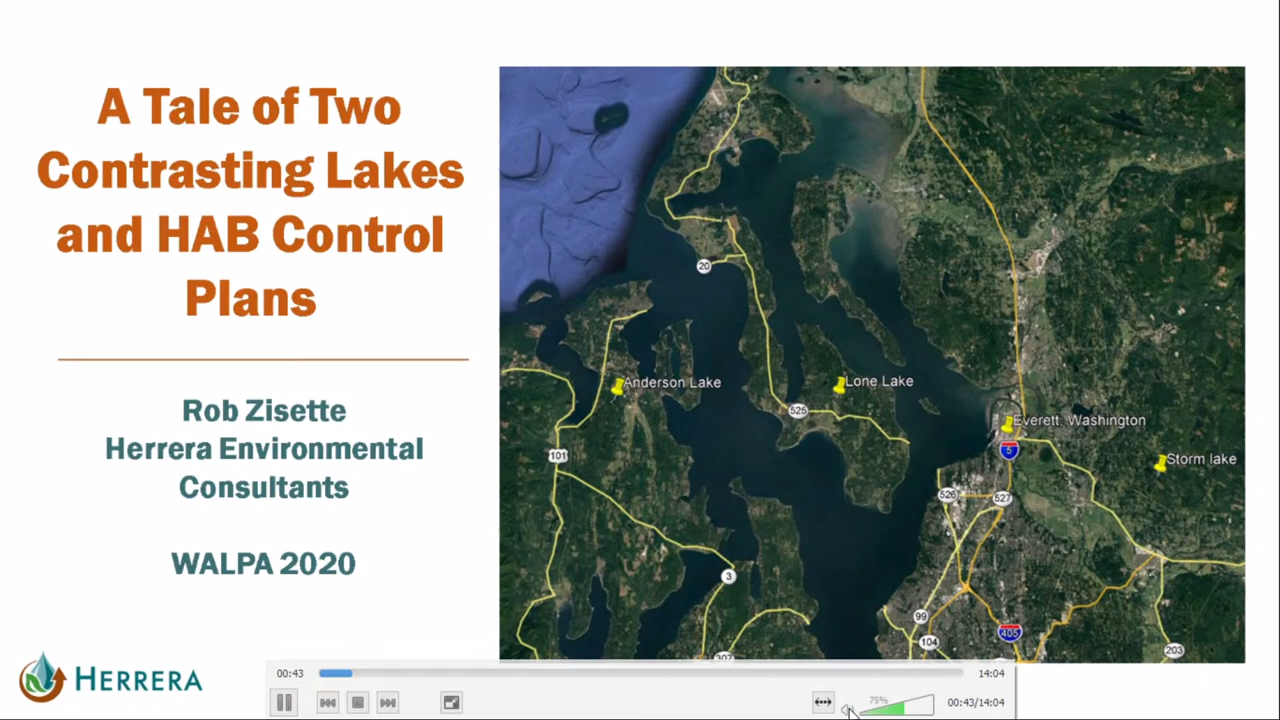 A Tale of Two
Contrasting Lakes
and HAB Control
Plans
Rob Zisette
Herrera Environmental
Consultants
WALPA 2020
HERRERA
20
Anderson Lake
Lone Lake
525
Everett, Washington
5
101
Storm lake
526
527
3
99
104
405
307
203
00:43
14:04
75%
00:43/14:04